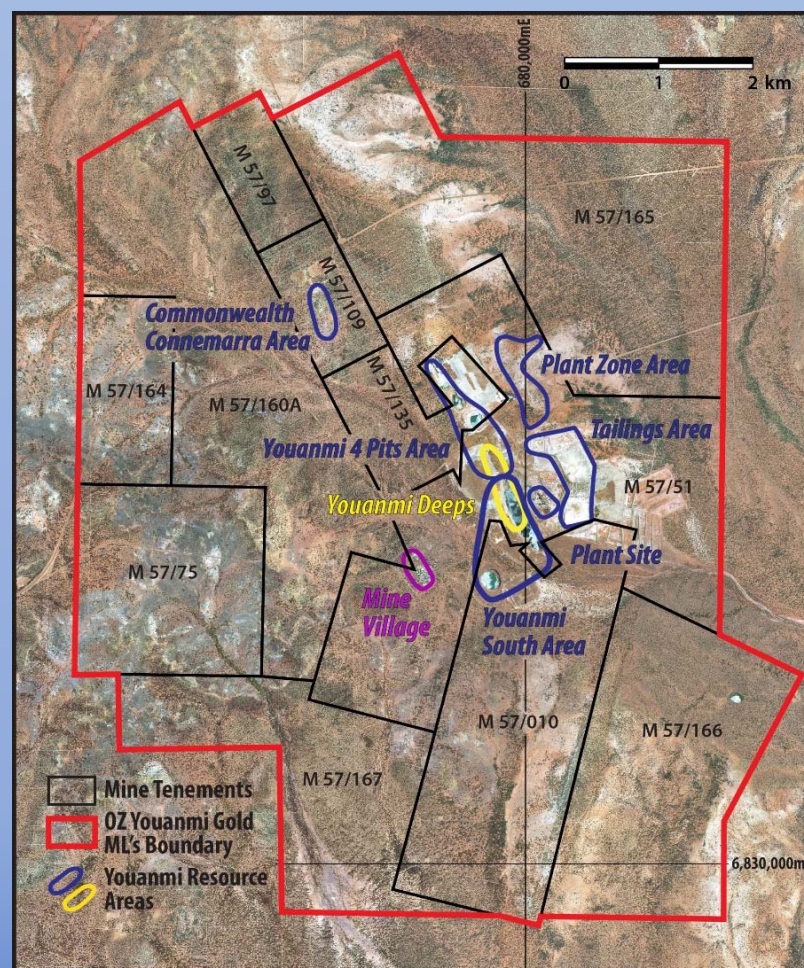 680,000mE
0 1 2 km
M 57/97
M 57/165
M 57/109
Commonwealth
Connemarra Area
Plant Zone Area
M 57/164
M 57/160A
M 57/135
Tailings Area
Youanmi 4 Pits Area
M 57/51
Youanmi Deeps
Plant Site
M 57/75
Mine
Village
Youanmi
South Area
M 57/010
M 57/166
M 57/167
Mine Tenements
OZ Youanmi Gold
ML's Boundary
Youanmi Resource
Areas
6,830,000m